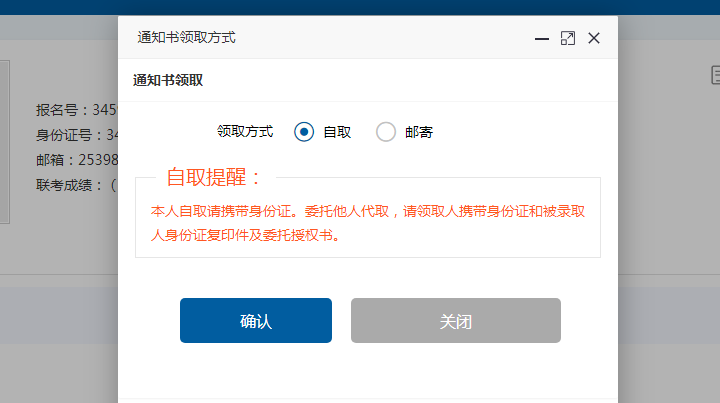 通知书领取方式
通知书领取
报名号：345
身份证号：34
邮箱：25398
联考成绩：（
领取方式 自取 邮寄
自取提醒：
本人自取请携带身份证。委托他人代取，请领取人携带身份证和被录取
人身份证复印件及委托授权书。
确认 关闭